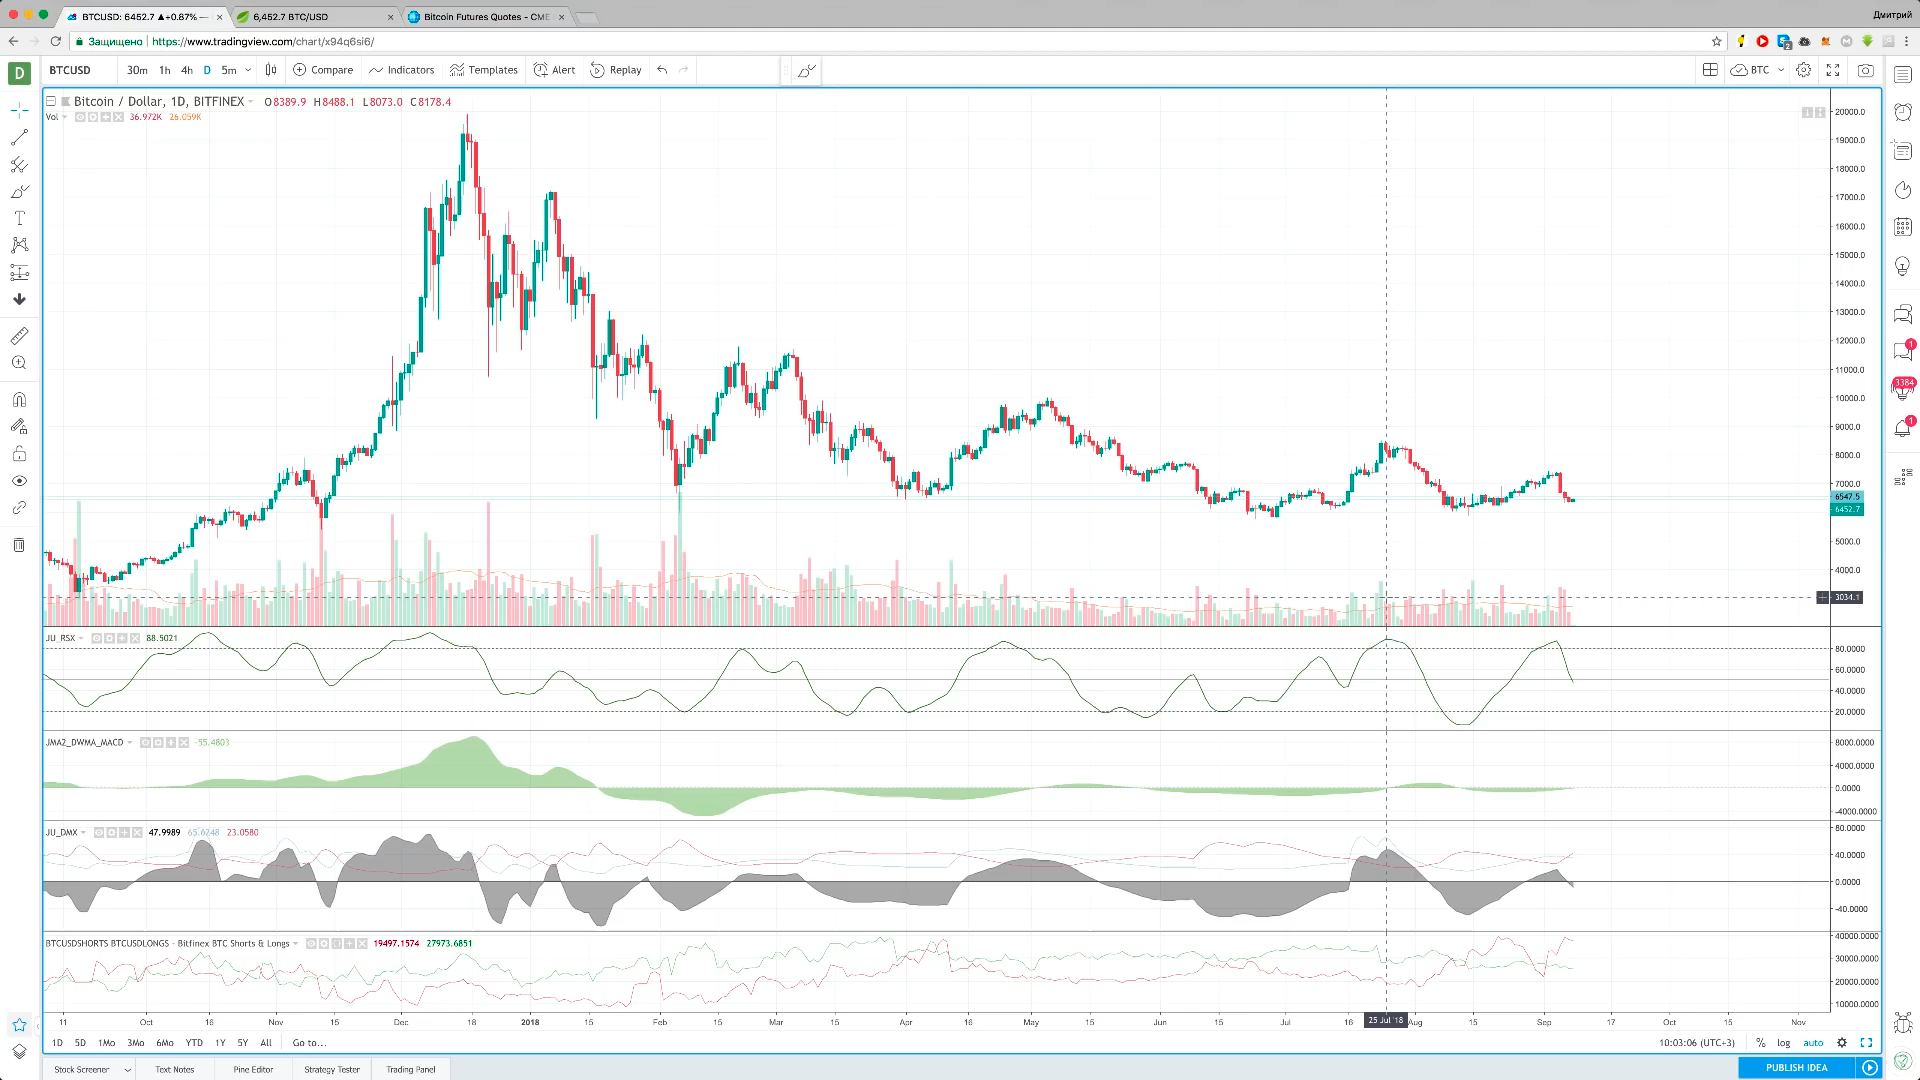 BTCUSD: 6452.7 ▲+0.87% —
6,452.7 BTC/USD
Bitcoin Futures Quotes - CME
Дмитрий
Защищено | https://www.tradingview.com/chart/x94q6si6/
D
BTCUSD
30m 1h 4h D 5m
Compare
Indicators
Templates
Alert
Replay
BTC
Bitcoin / Dollar, 1D, BITFINEX
O8389.9 H8488.1 L8073.0 C8178.4
Vol 36.972K 26.059K
20000.0
19000.0
18000.0
17000.0
16000.0
15000.0
14000.0
13000.0
12000.0
11000.0
10000.0
9000.0
8000.0
7000.0
6547.5
6452.7
5000.0
4000.0
3034.1
1
3384
1
JU_RSX 88.5021
80.0000
60.0000
40.0000
20.0000
JMA2_DWMA_MACD -55.4803
8000.0000
4000.0000
0.0000
-4000.0000
JU_DMX 47.9989 65.6248 23.0580
80.0000
40.0000
0.0000
-40.0000
BTCUSDSHORTS BTCUSDLONGS - Bitfinex BTC Shorts & Longs 19497.1574 27973.6851
40000.0000
30000.0000
20000.0000
10000.0000
11 Oct 16 Nov 15 Dec 18 2018 15 Feb 15 Mar 15 Apr 16 May 15 Jun 15 Jul 16 25 Jul '18 Aug 15 Sep 17 Oct 15 Nov
1D 5D 1Mo 3Mo 6Mo YTD 1Y 5Y All Go to...
10:03:06 (UTC+3) % log auto
Stock Screener Text Notes Pine Editor Strategy Tester Trading Panel
PUBLISH IDEA